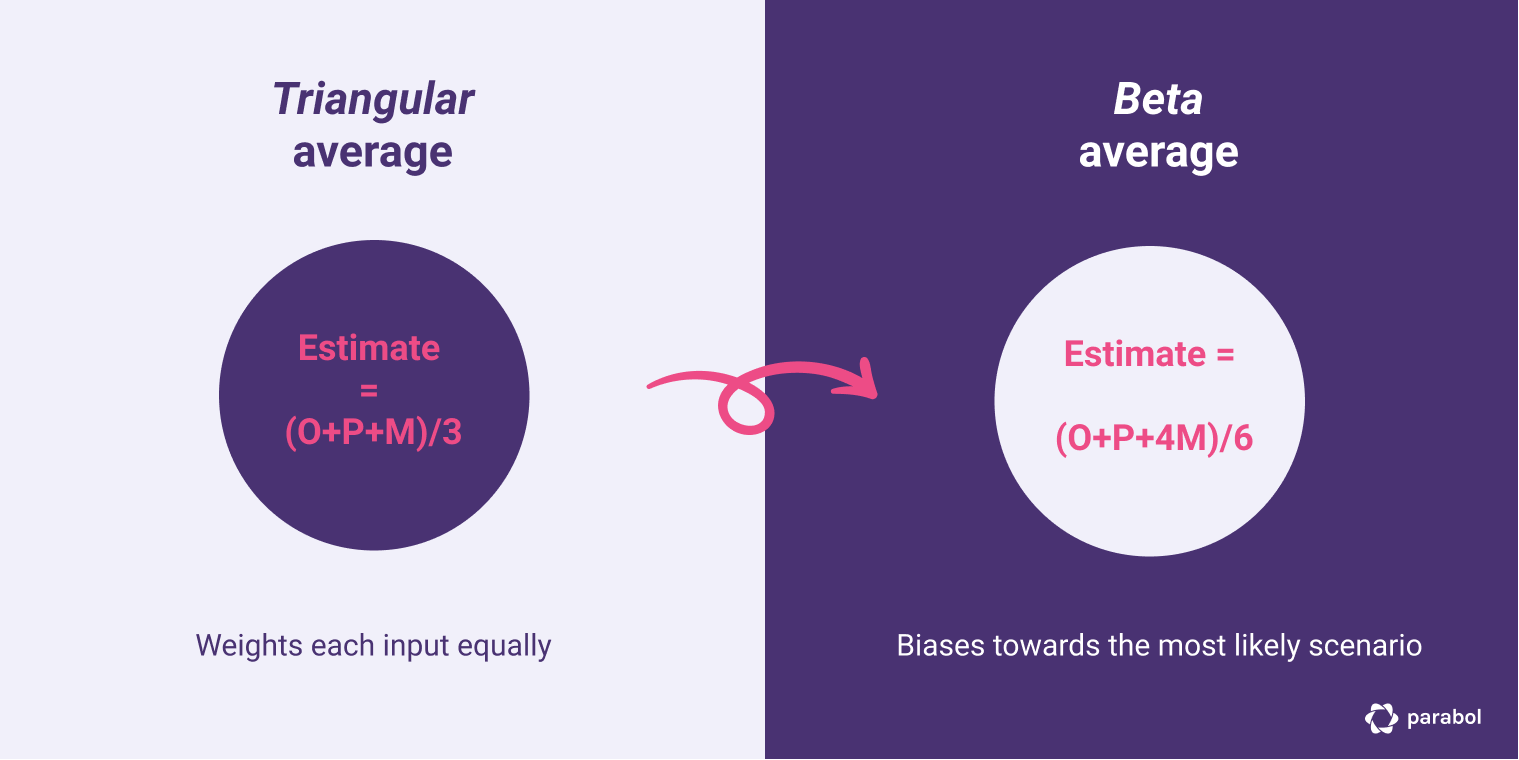 Triangular
average
Estimate
=
(O+P+M)/3
Weights each input equally
Beta
average
Estimate =
(O+P+4M)/6
Biases towards the most likely scenario
parabol